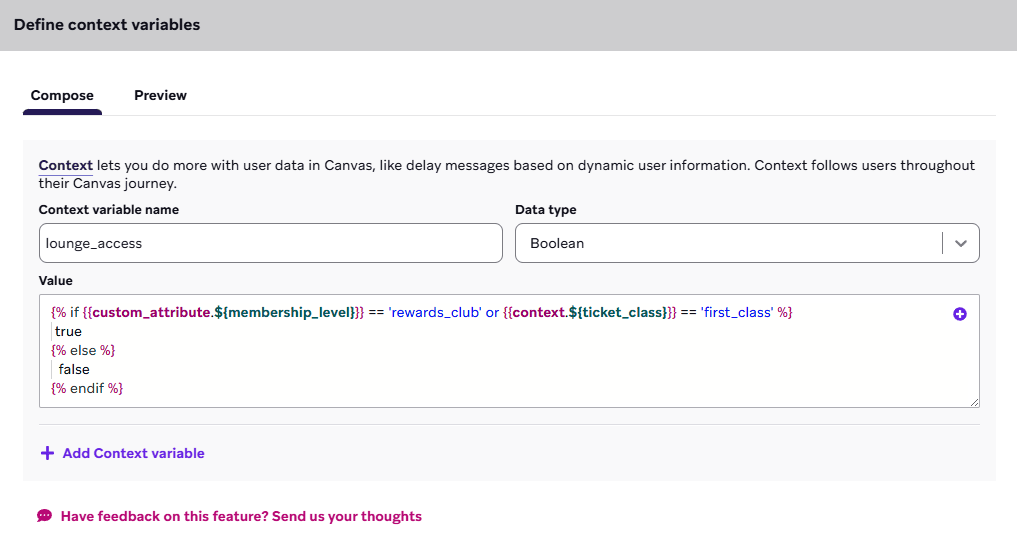 Define context variables
Compose Preview
Context lets you do more with user data in Canvas, like delay messages based on dynamic user information. Context follows users throughout
their Canvas journey.
Context variable name Data type
lounge_access Boolean
Value
{% if {{custom_attribute.${membership_level}}} == 'rewards_club' or {{context.${ticket_class}}} == 'first_class' %}
true
{% else %}
false
{% endif %}
Add Context variable
Have feedback on this feature? Send us your thoughts